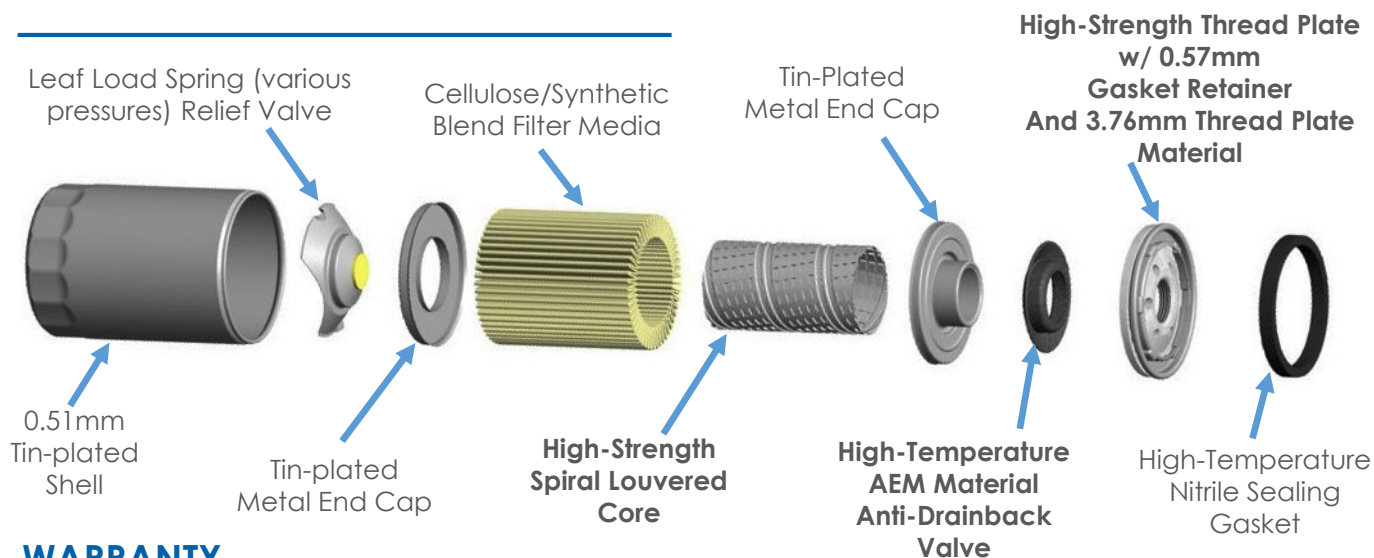 High-Strength Thread Plate
w/ 0.57mm
Gasket Retainer
And 3.76mm Thread Plate
Material
Leaf Load Spring (various
pressures) Relief Valve
Cellulose/Synthetic
Blend Filter Media
Tin-Plated
Metal End Cap
0.51mm
Tin-plated
Shell
Tin-plated
Metal End Cap
High-Strength
Spiral Louvered
Core
High-Temperature
AEM Material
Anti-Drainback
Valve
High-Temperature
Nitrile Sealing
Gasket
WARRANTY